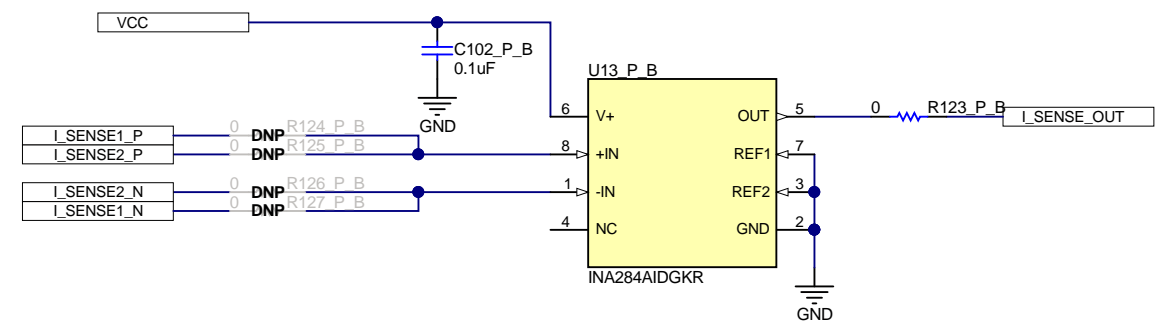 VCC
C102_P_B
0.1uF
GND
U13_P_B
6 V+ OUT 5
0 R123_P_B
I_SENSE_OUT
I_SENSE1_P 0 DNP R124_P_B
I_SENSE2_P 0 DNP R125_P_B
8 +IN REF1 7
I_SENSE2_N 0 DNP R126_P_B
I_SENSE1_N 0 DNP R127_P_B
1 -IN REF2 3
4 NC GND 2
INA284AIDGKR
GND